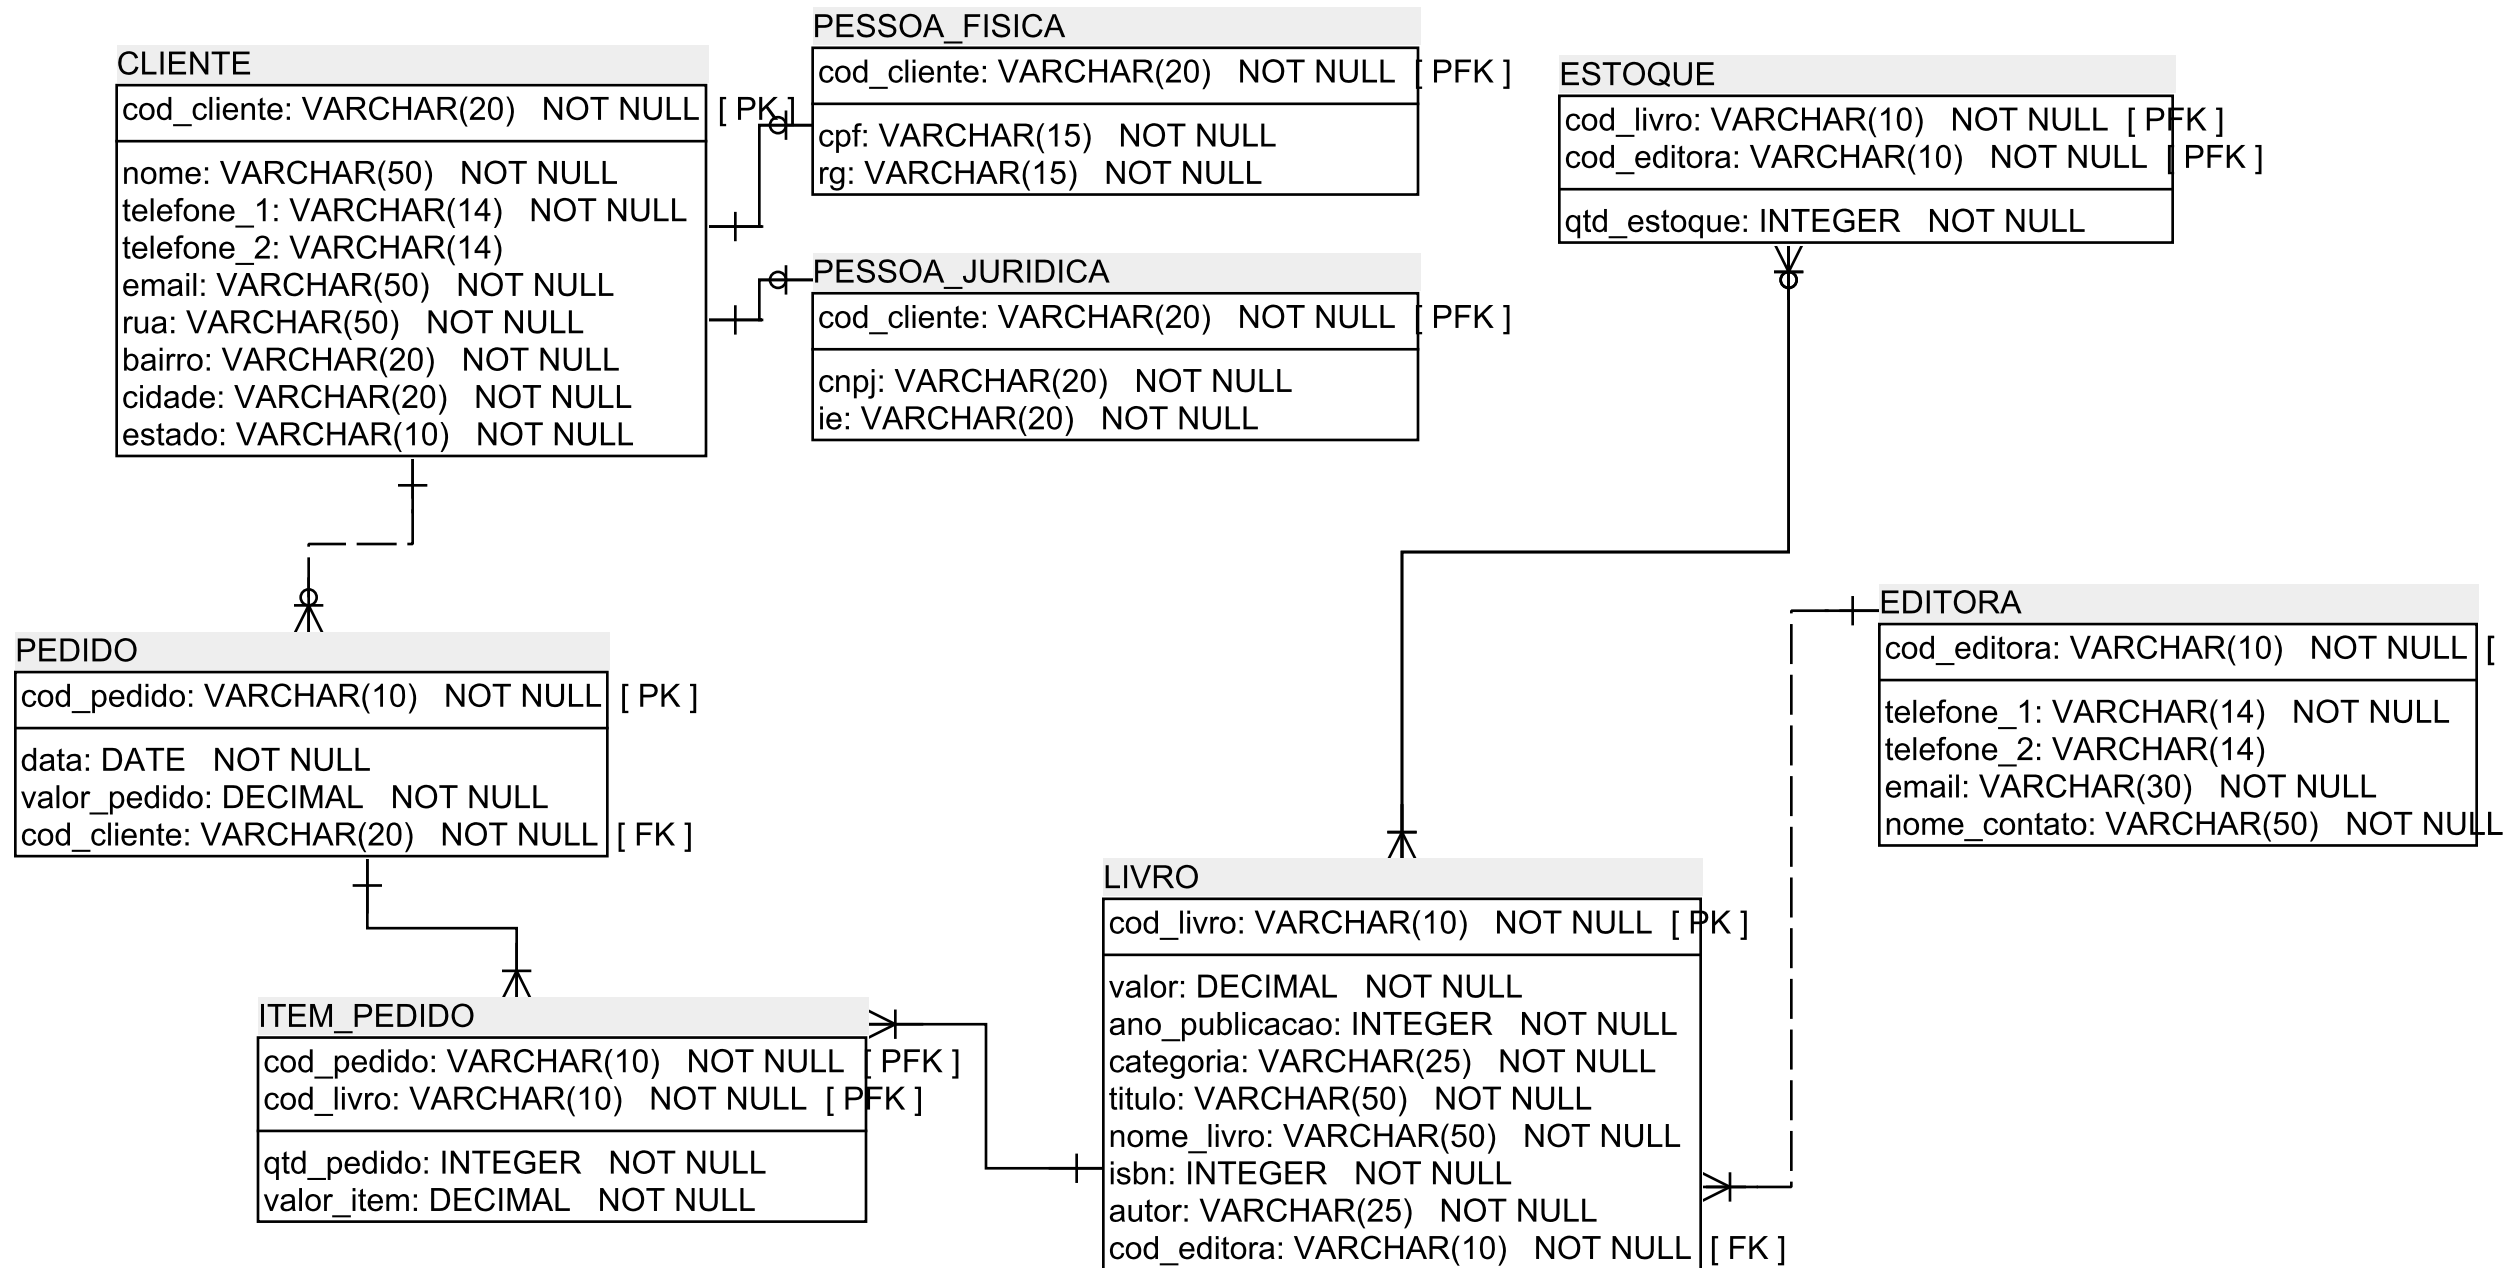 CLIENTE
cod_cliente: VARCHAR(20) NOT NULL [ PK ]
nome: VARCHAR(50) NOT NULL
telefone_1: VARCHAR(14) NOT NULL
telefone_2: VARCHAR(14)
email: VARCHAR(50) NOT NULL
rua: VARCHAR(50) NOT NULL
bairro: VARCHAR(20) NOT NULL
cidade: VARCHAR(20) NOT NULL
estado: VARCHAR(10) NOT NULL
PESSOA_FISICA
cod_cliente: VARCHAR(20) NOT NULL [ PFK ]
cpf: VARCHAR(15) NOT NULL
rg: VARCHAR(15) NOT NULL
PESSOA_JURIDICA
cod_cliente: VARCHAR(20) NOT NULL [ PFK ]
cnpj: VARCHAR(20) NOT NULL
ie: VARCHAR(20) NOT NULL
ESTOQUE
cod_livro: VARCHAR(10) NOT NULL [ PFK ]
cod_editora: VARCHAR(10) NOT NULL [ PFK ]
qtd_estoque: INTEGER NOT NULL
PEDIDO
cod_pedido: VARCHAR(10) NOT NULL [ PK ]
data: DATE NOT NULL
valor_pedido: DECIMAL NOT NULL
cod_cliente: VARCHAR(20) NOT NULL [ FK ]
EDITORA
cod_editora: VARCHAR(10) NOT NULL [
telefone_1: VARCHAR(14) NOT NULL
telefone_2: VARCHAR(14)
email: VARCHAR(30) NOT NULL
nome_contato: VARCHAR(50) NOT NULL
ITEM_PEDIDO
cod_pedido: VARCHAR(10) NOT NULL [ PFK ]
cod_livro: VARCHAR(10) NOT NULL [ PFK ]
qtd_pedido: INTEGER NOT NULL
valor_item: DECIMAL NOT NULL
LIVRO
cod_livro: VARCHAR(10) NOT NULL [ PK ]
valor: DECIMAL NOT NULL
ano_publicacao: INTEGER NOT NULL
categoria: VARCHAR(25) NOT NULL
titulo: VARCHAR(50) NOT NULL
nome_livro: VARCHAR(50) NOT NULL
isbn: INTEGER NOT NULL
autor: VARCHAR(25) NOT NULL
cod_editora: VARCHAR(10) NOT NULL [ FK ]